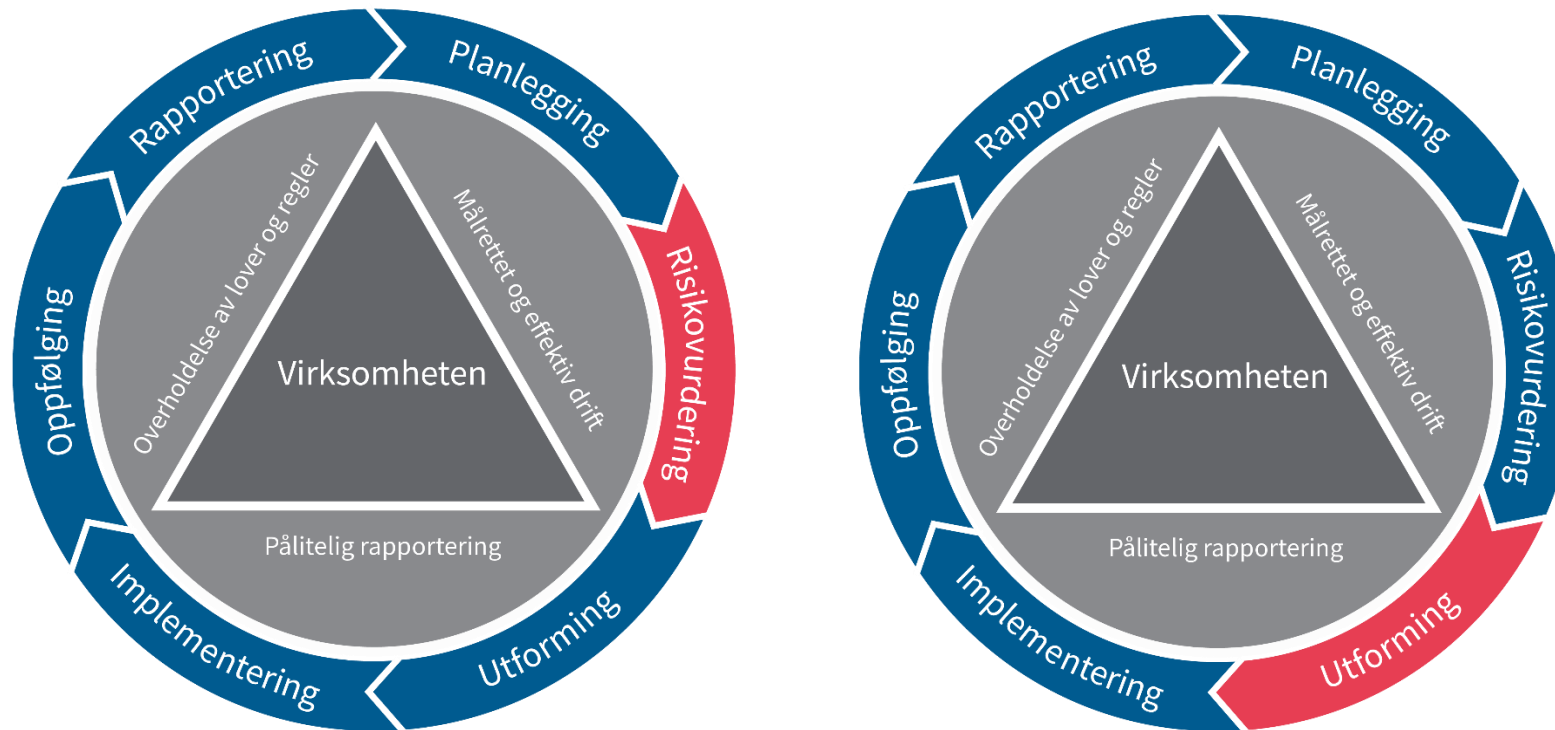 Planlegging
Risikovurdering
Utforming
Implementering
Oppfølging
Rapportering
Overholdelse av lover og regler
Målrettet og effektiv drift
Pålitelig rapportering
Virksomheten
Planlegging
Risikovurdering
Utforming
Implementering
Oppfølging
Rapportering
Overholdelse av lover og regler
Målrettet og effektiv drift
Pålitelig rapportering
Virksomheten